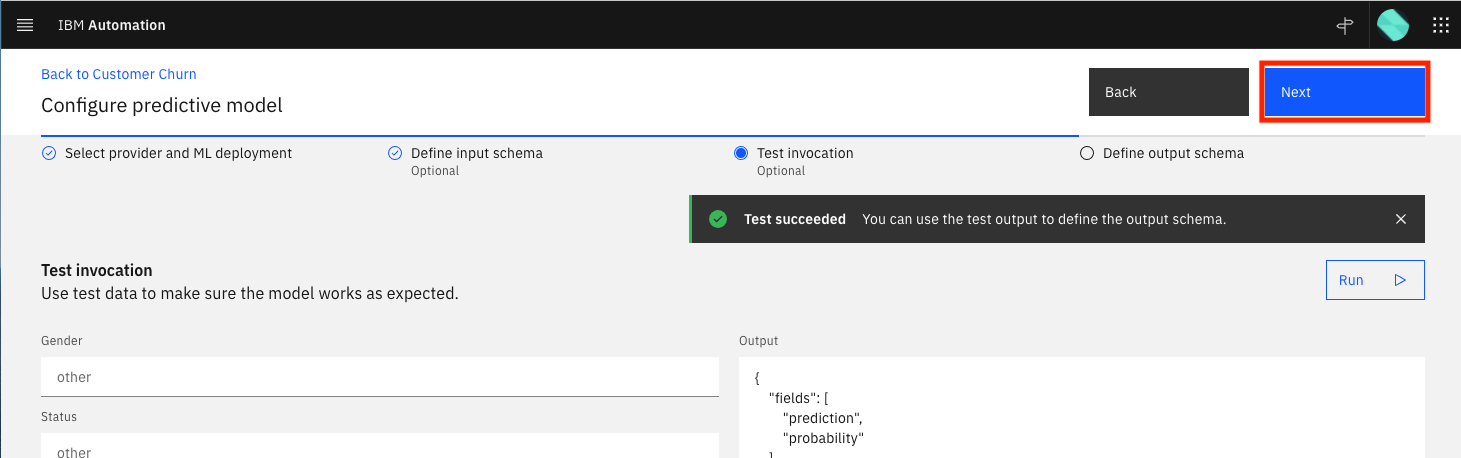 IBM Automation
Back to Customer Churn
Configure predictive model
Back
Next
Select provider and ML deployment
Define input schema
Optional
Test invocation
Optional
Define output schema
Test succeeded You can use the test output to define the output schema.
Test invocation
Use test data to make sure the model works as expected.
Run
Gender
other
Status
other
Output
{
"fields": [
"prediction",
"probability"
]